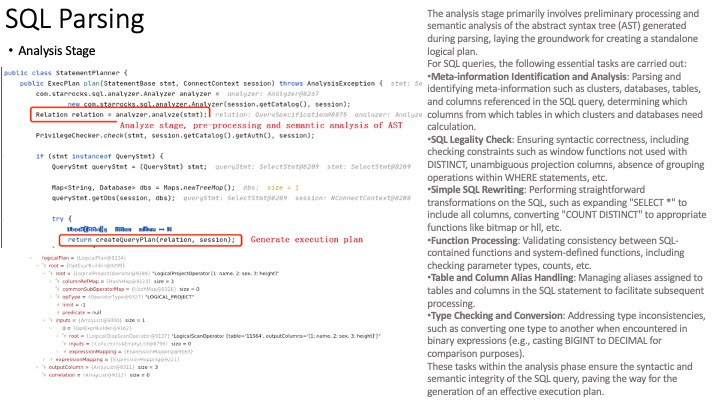 SQL Parsing
• Analysis Stage
public class StatementPlanner {
public ExecPlan plan(StatementBase stmt, ConnectContext session) throws AnalysisException { stmt: Se
com.starrocks.sql.analyzer.Analyzer analyzer = analyzer: Analyzer@8207
new com.starrocks.sql.analyzer.Analyzer(session.getCatalog(), session);
Relation relation = analyzer.analyze(stmt); relation: QuerySpecification@8875 analyzer: Analyz
Analyze stage, pre-processing and semantic analysis of AST
PrivilegeChecker.check(stmt, session.getCatalog().getAuth(), session);
if (stmt instanceof QueryStmt) {
QueryStmt queryStmt = (QueryStmt) stmt; queryStmt: SelectStmt@8209 stmt: SelectStmt@8209
Map<String, Database> dbs = Maps.newTreeMap(); dbs: size = 1
queryStmt.getDbs(session, dbs); queryStmt: SelectStmt@8209 session: NConnectContext@8208
try {
return createQueryPlan(relation, session);
Generate execution plan
logicalPlan = {LogicalPlan@9234}
root = {OptExprBuilder@9299}
root = {LogicalProjectOperator@9289} "LogicalProjectOperator {1: name, 2: sex, 3: height}"
columnRefMap = {HashMap@9323} size = 3
commonSubOperatorMap = {HashMap@9326} size = 0
opType = {OperatorType@9327} "LOGICAL_PROJECT"
limit = -1
predicate = null
inputs = {ArrayList@9300} size = 1
0 = {OptExprBuilder@9162}
root = {LogicalOlapScanOperator@9137} "LogicalScanOperator {table='11564', outputColumns='[1: name, 2: sex, 3: height]'}"
inputs = {Collections$EmptyList@8799} size = 0
expressionMapping = {ExpressionMapping@9163}
expressionMapping = {ExpressionMapping@9221}
outputColumn = {ArrayList@9311} size = 3
correlation = {ArrayList@9312} size = 0
The analysis stage primarily involves preliminary processing and
semantic analysis of the abstract syntax tree (AST) generated
during parsing, laying the groundwork for creating a standalone
logical plan.
For SQL queries, the following essential tasks are carried out:
•Meta-information Identification and Analysis: Parsing and
identifying meta-information such as clusters, databases, tables,
and columns referenced in the SQL query, determining which
columns from which tables in which clusters and databases need
calculation.
•SQL Legality Check: Ensuring syntactic correctness, including
checking constraints such as window functions not used with
DISTINCT, unambiguous projection columns, absence of grouping
operations within WHERE statements, etc.
•Simple SQL Rewriting: Performing straightforward
transformations on the SQL, such as expanding "SELECT *" to
include all columns, converting "COUNT DISTINCT" to appropriate
functions like bitmap or hll, etc.
•Function Processing: Validating consistency between SQL-
contained functions and system-defined functions, including
checking parameter types, counts, etc.
•Table and Column Alias Handling: Managing aliases assigned to
tables and columns in the SQL statement to facilitate subsequent
processing.
•Type Checking and Conversion: Addressing type inconsistencies,
such as converting one type to another when encountered in
binary expressions (e.g., casting BIGINT to DECIMAL for
comparison purposes).
These tasks within the analysis phase ensure the syntactic and
semantic integrity of the SQL query, paving the way for the
generation of an effective execution plan.